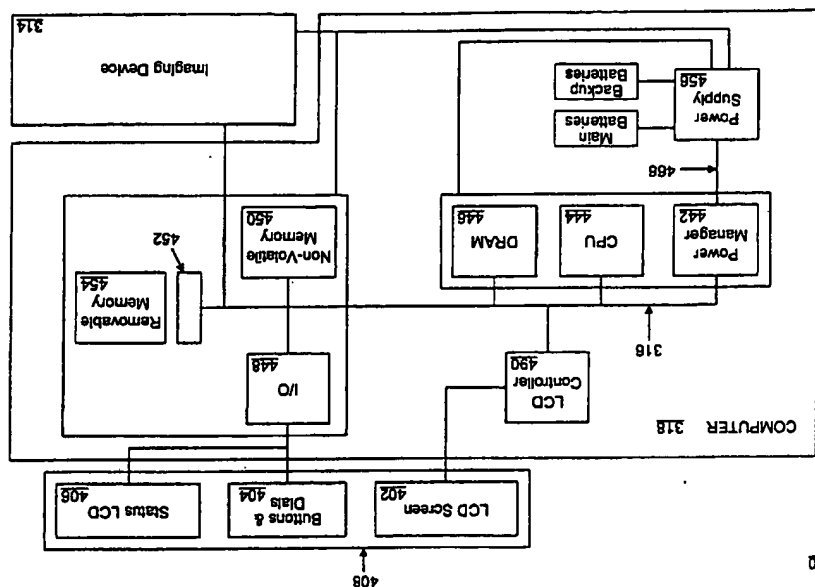 0
408
LCD Screen
402
Buttons &
Dials
404
Status LCD
406
COMPUTER 318
LCD
Controller
490
I/O
448
316
Removable
Memory
454
452
Power
Manager
442
CPU
444
DRAM
446
Non-Volatile
Memory
450
488
Power
Supply
456
Main
Batteries
Backup
Batteries
Imaging Device
314